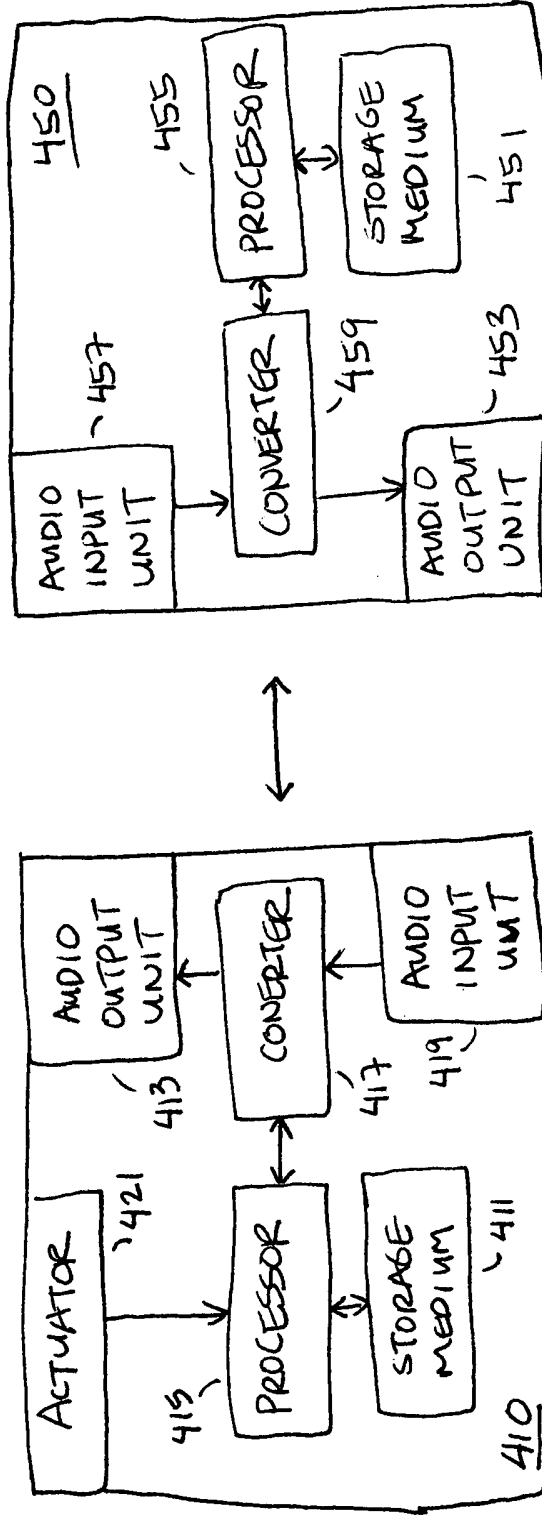 ACTUATOR
421
AUDIO
OUTPUT
UNIT
413
415
PROCESSOR
CONERTER
417
STORAGE
MEDIUM
411
AUDIO
INPUT
UNIT
419
410
AUDIO
INPUT
UNIT
457
450
455
CONVERTER
459
PROCESSOR
AUDIO
OUTPUT
UNIT
453
STORAGE
MEDIUM
451